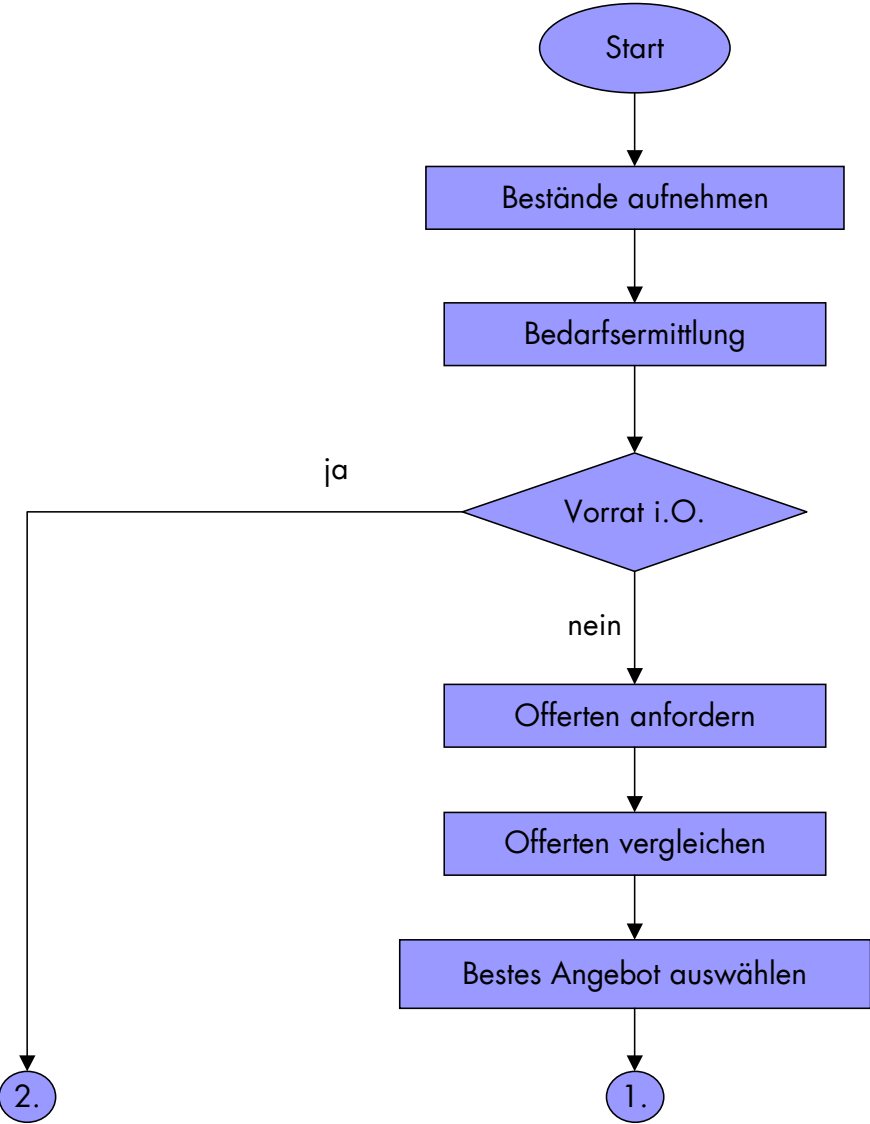 Start
Bestände aufnehmen
Bedarfsermittlung
ja
Vorrat i.O.
nein
Offerten anfordern
Offerten vergleichen
Bestes Angebot auswählen
2.
1.